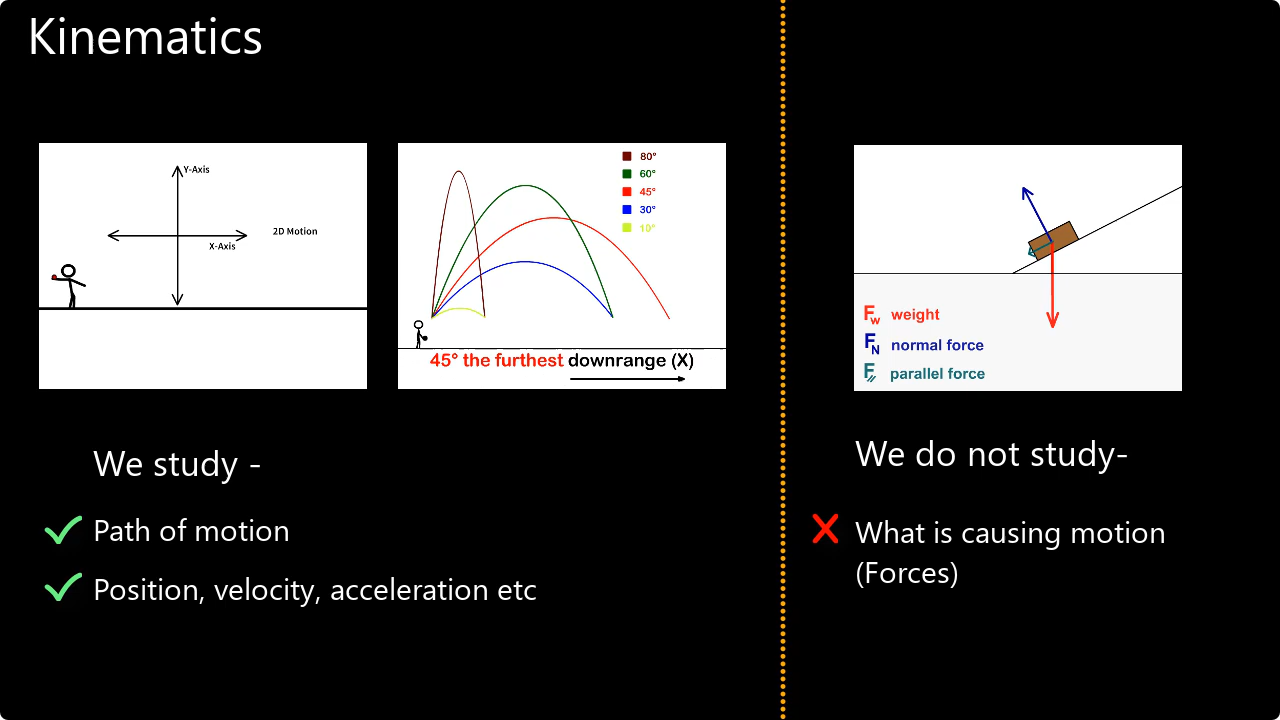 Kinematics
Y-Axis
X-Axis
2D Motion
80°
60°
45°
30°
10°
45° the furthest downrange (X)
We study -
Path of motion
Position, velocity, acceleration etc
Fw weight
FN normal force
F// parallel force
We do not study-
What is causing motion
(Forces)